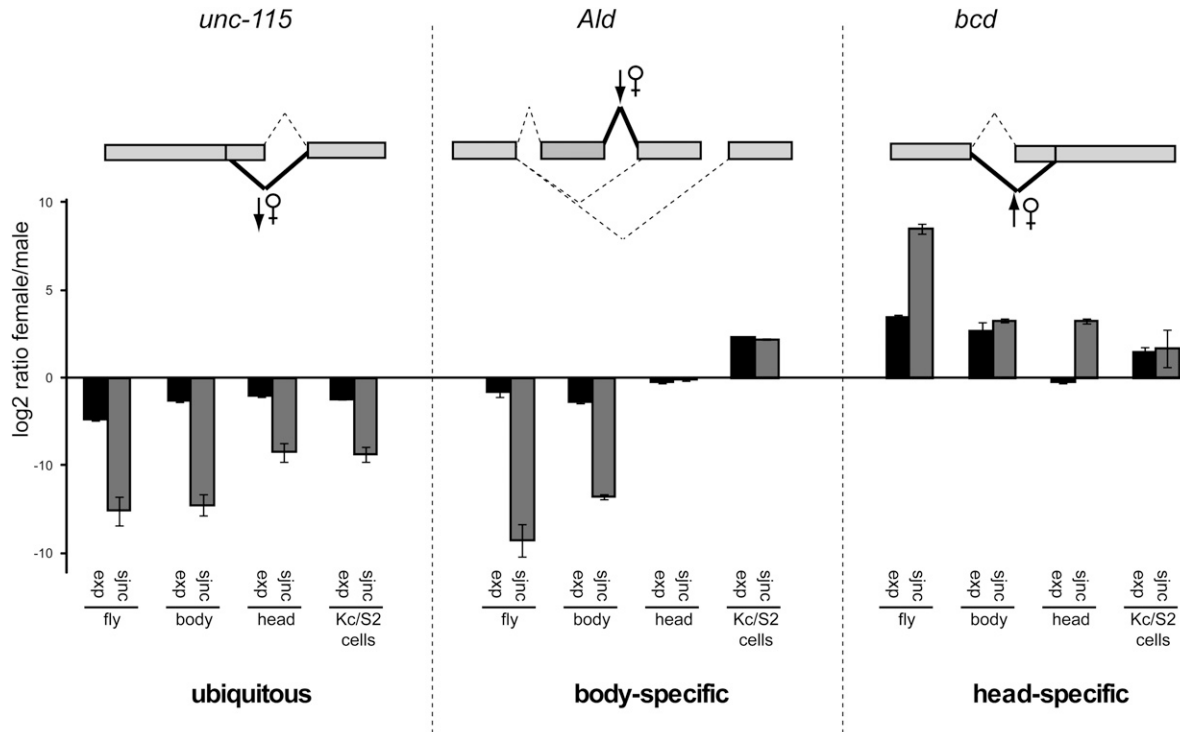 unc-115
Ald
bcd
♀
♀
♀
log2 ratio female/male
10
5
0
-10
-10
exp sjnc exp sjnc exp sjnc exp sjnc
fly body head Kc/S2
cells
exp sjnc exp sjnc exp sjnc exp sjnc
fly body head Kc/S2
cells
exp sjnc exp sjnc exp sjnc exp sjnc
fly body head Kc/S2
cells
ubiquitous
body-specific
head-specific